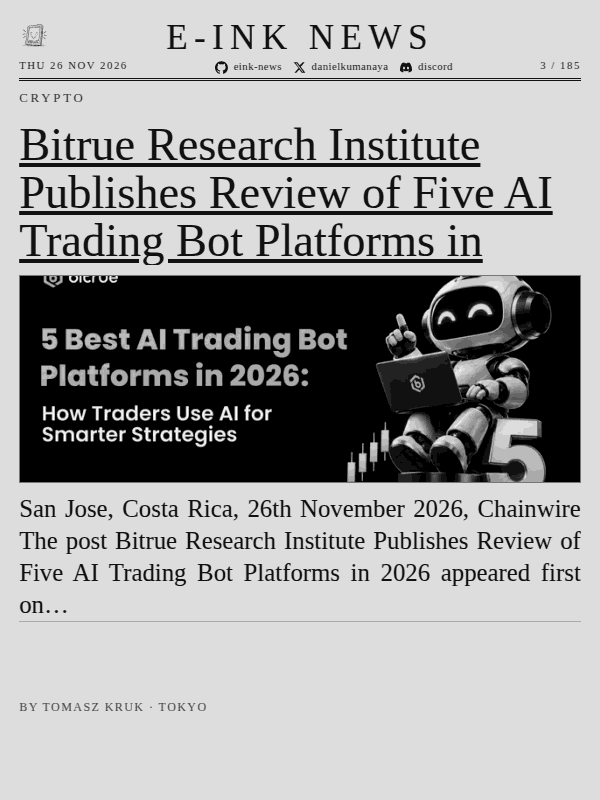 E-INK NEWS
THU 26 NOV 2026
eink-news danielkumanaya discord
3 / 185
CRYPTO
Bitrue Research Institute
Publishes Review of Five AI
Trading Bot Platforms in
bitrue
5 Best AI Trading Bot
Platforms in 2026:
How Traders Use AI for
Smarter Strategies
5
San Jose, Costa Rica, 26th November 2026, Chainwire
The post Bitrue Research Institute Publishes Review of
Five AI Trading Bot Platforms in 2026 appeared first
on…
BY TOMASZ KRUK · TOKYO